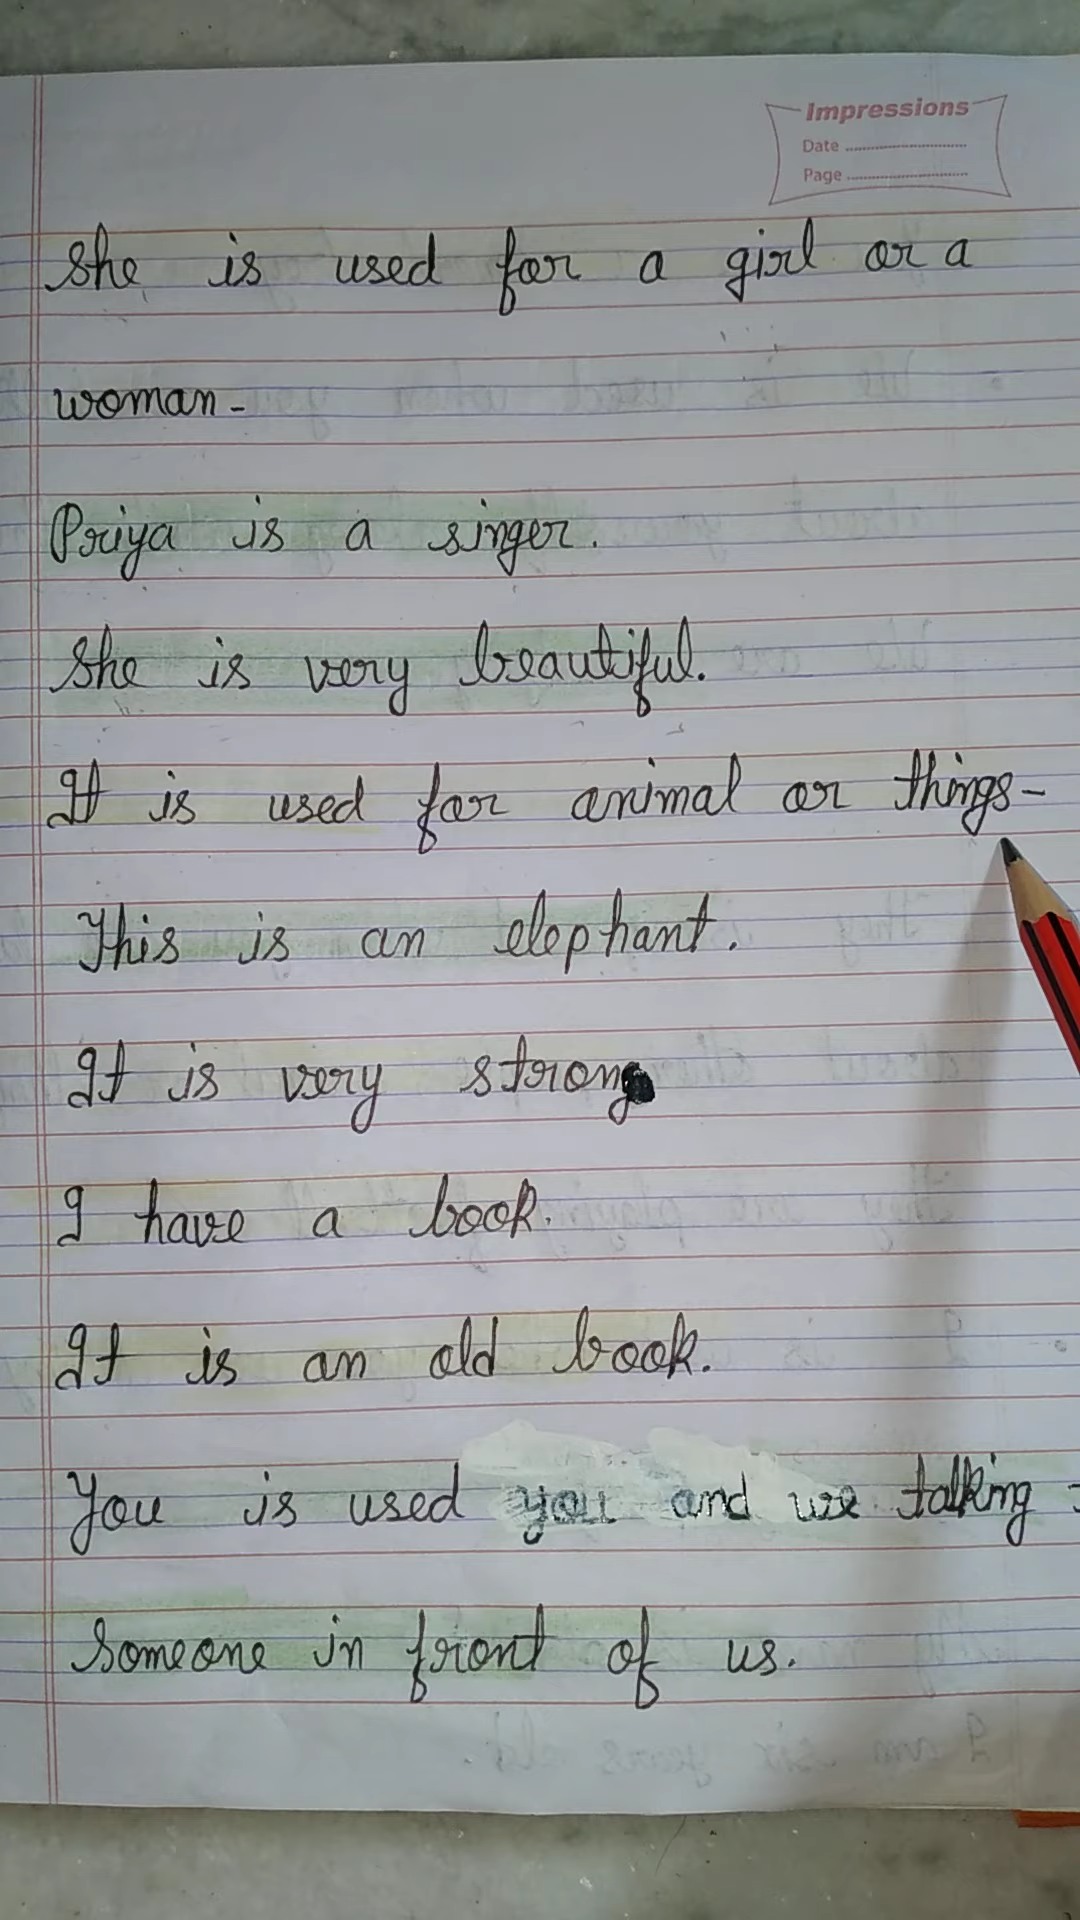 Impressions
Date
Page
She is used for a girl or a
woman -
Priya is a singer.
She is very beautiful.
It is used for animal or things -
This is an elephant.
It is very strong
I have a book.
It is an old book.
You is used you and we talking -
Someone in front of us.